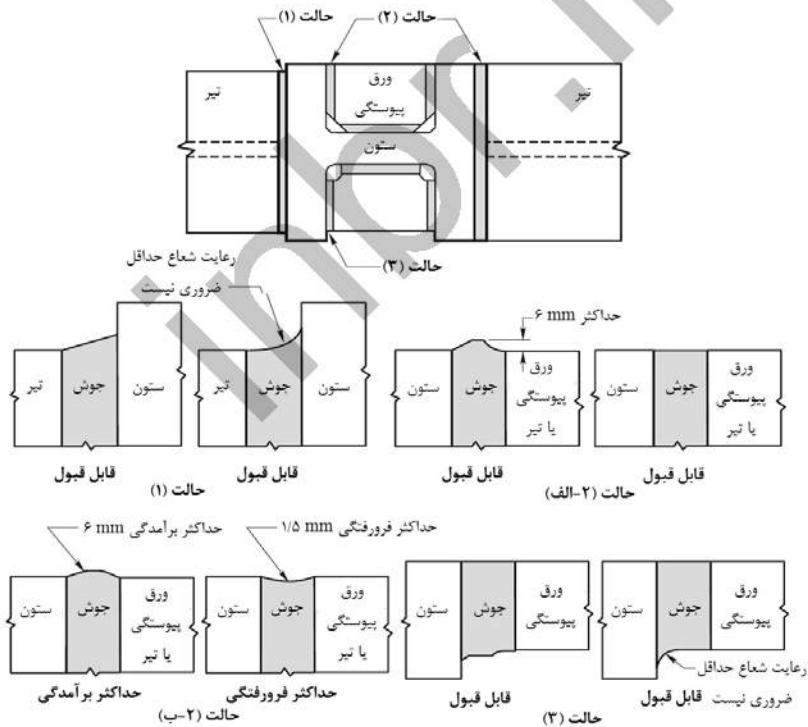 حالت (۱)
حالت (۲)
تیر
ورق
پیوستگی
ستون
تیر
حالت (۳)
رعایت شعاع حداقل
ضروری نیست
حداکثر ۶ mm
تیر
جوش
ستون
تیر
جوش
ستون
ستون
جوش
ورق
پیوستگی
یا تیر
ستون
جوش
ورق
پیوستگی
یا تیر
قابل قبول
قابل قبول
قابل قبول
قابل قبول
حالت (۱)
حالت (۲-الف)
حداکثر برآمدگی ۶ mm
حداکثر فرورفتگی ۱/۵ mm
ستون
جوش
ورق
پیوستگی
یا تیر
ستون
جوش
ورق
پیوستگی
یا تیر
ستون
جوش
ورق
پیوستگی
ستون
جوش
ورق
پیوستگی
رعایت شعاع حداقل
ضروری نیست
حداکثر برآمدگی
حداکثر فرورفتگی
قابل قبول
قابل قبول
حالت (۲-ب)
حالت (۳)
inbr.ir